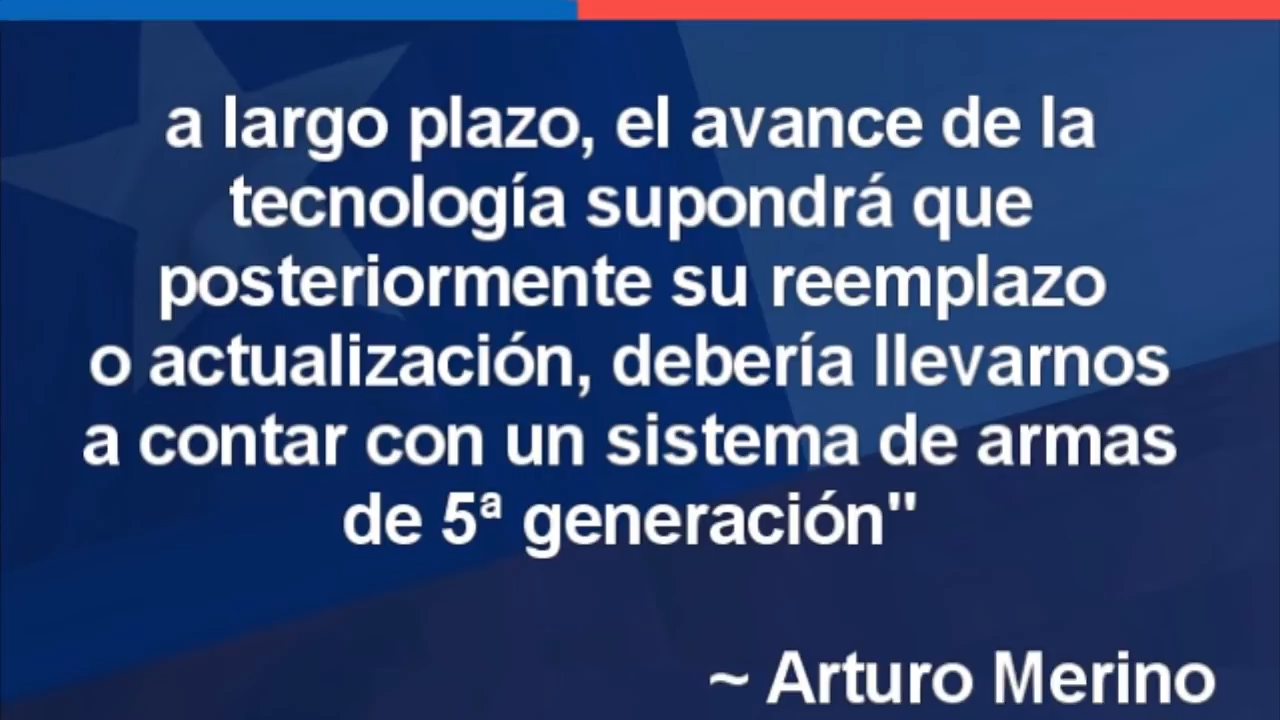 a largo plazo, el avance de la
tecnología supondrá que
posteriormente su reemplazo
o actualización, debería llevarnos
a contar con un sistema de armas
de 5ª generación"
~ Arturo Merino